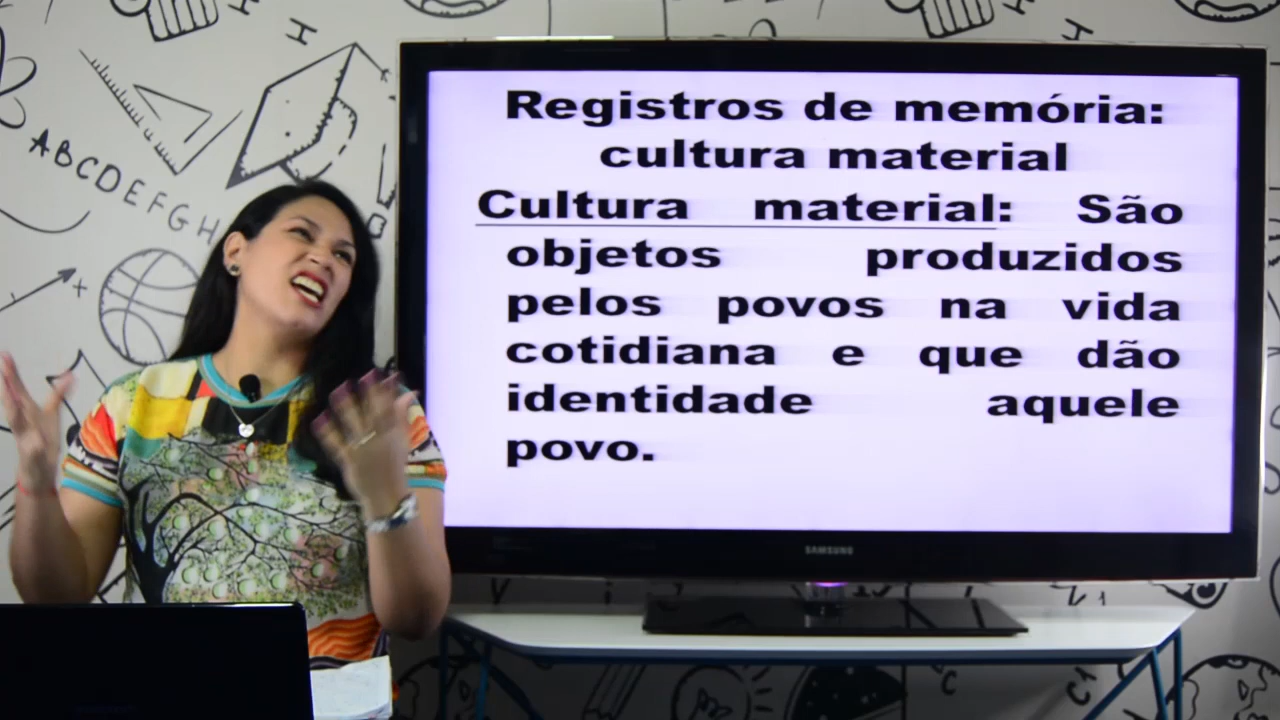 Registros de memória:
cultura material
Cultura material: São
objetos produzidos
pelos povos na vida
cotidiana e que dão
identidade aquele
povo.
SAMSUNG
ABCDEFGH